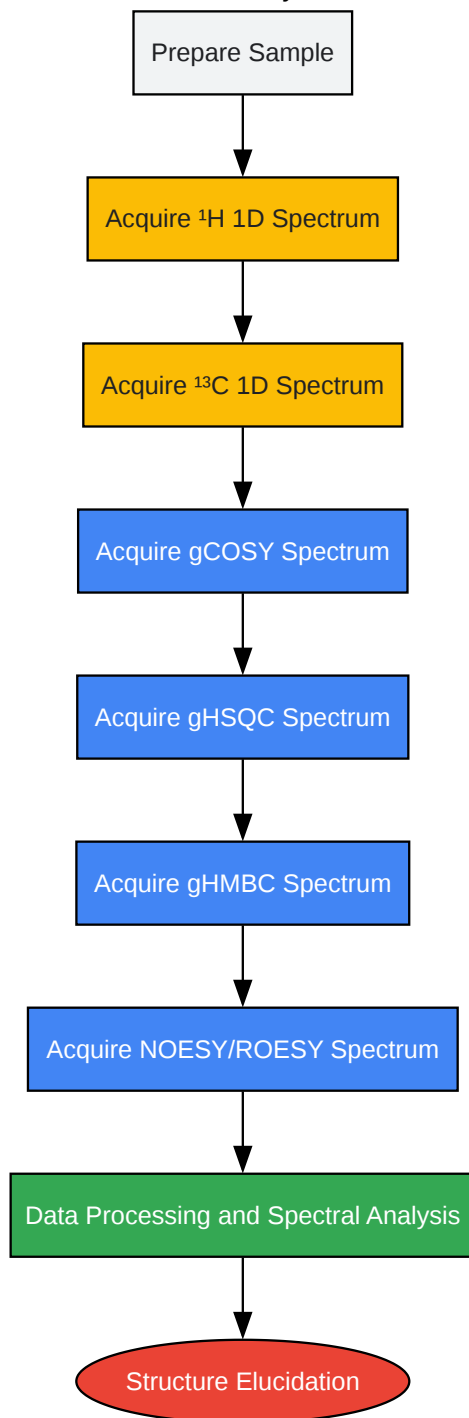 Prepare Sample
Acquire ¹H 1D Spectrum
Acquire ¹³C 1D Spectrum
Acquire gCOSY Spectrum
Acquire gHSQC Spectrum
Acquire gHMBC Spectrum
Acquire NOESY/ROESY Spectrum
Data Processing and Spectral Analysis
Structure Elucidation